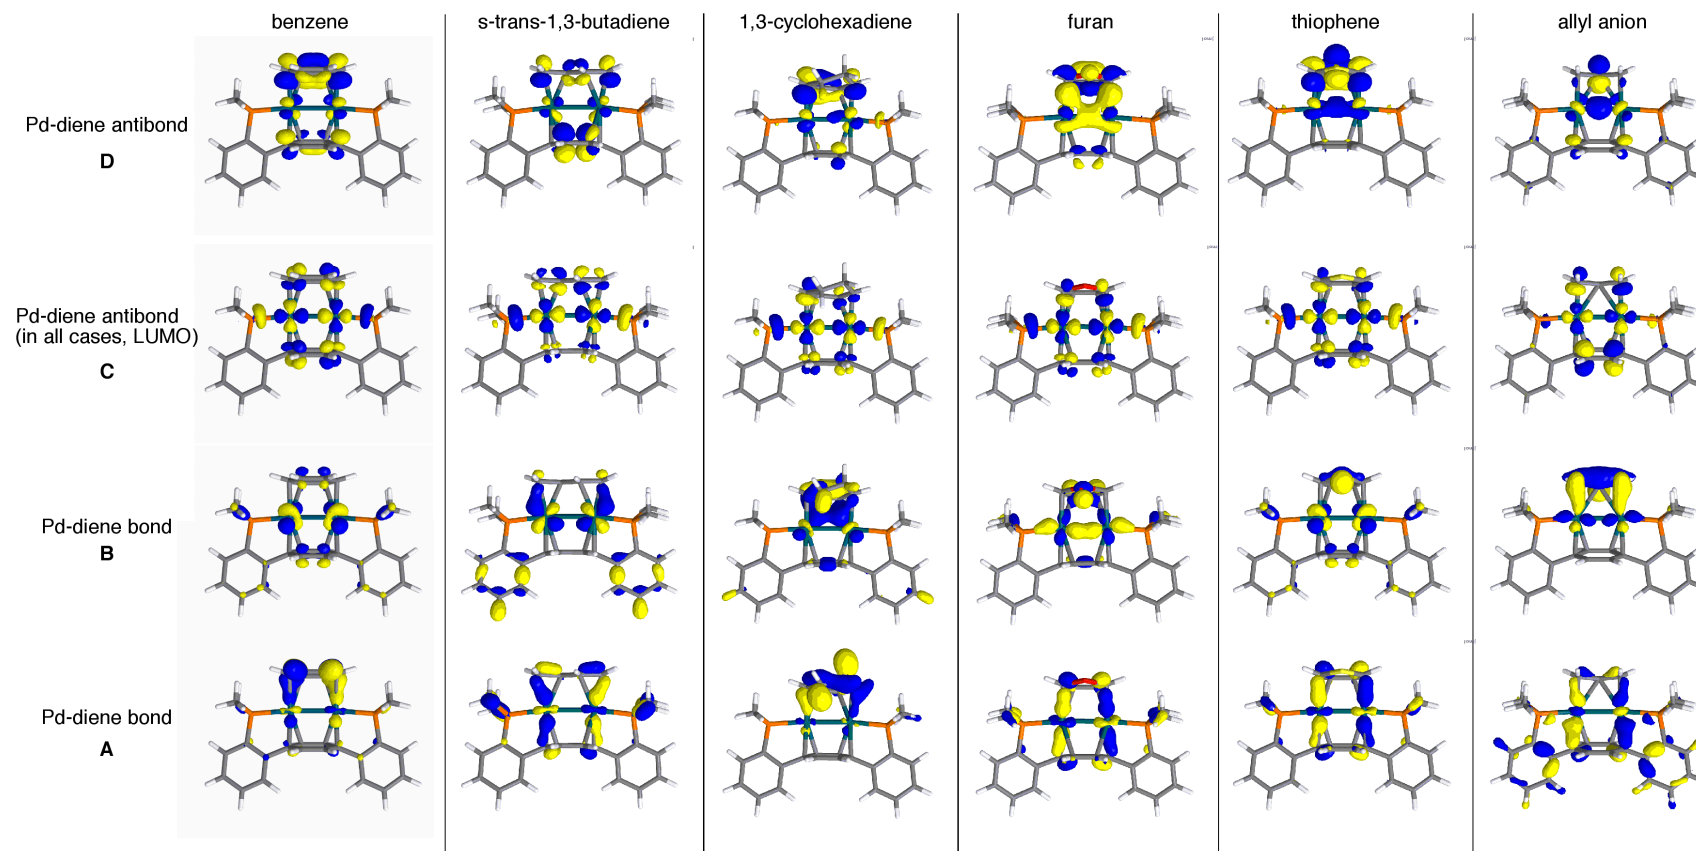 benzene
s-trans-1,3-butadiene
1,3-cyclohexadiene
furan
thiophene
allyl anion
Pd-diene antibond
D
Pd-diene antibond
(in all cases, LUMO)
C
Pd-diene bond
B
Pd-diene bond
A